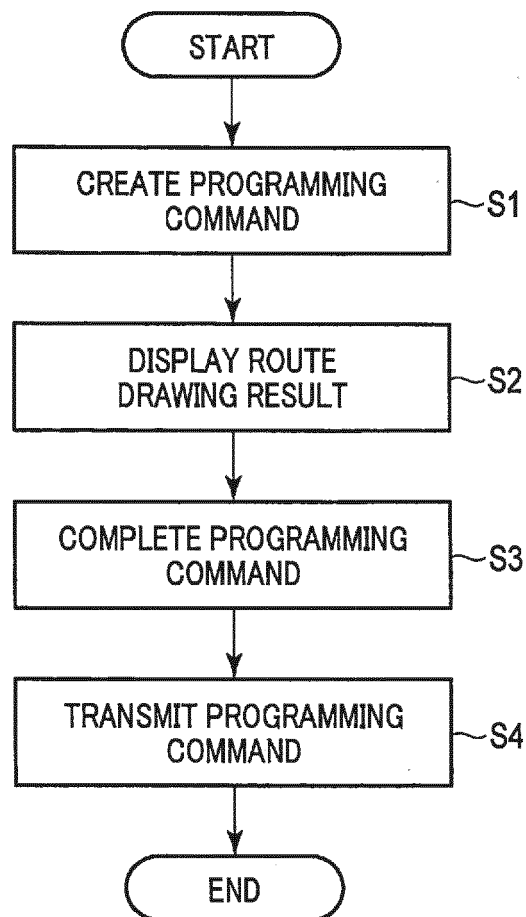 START
CREATE PROGRAMMING
COMMAND
S1
DISPLAY ROUTE
DRAWING RESULT
S2
COMPLETE PROGRAMMING
COMMAND
S3
TRANSMIT PROGRAMMING
COMMAND
S4
END